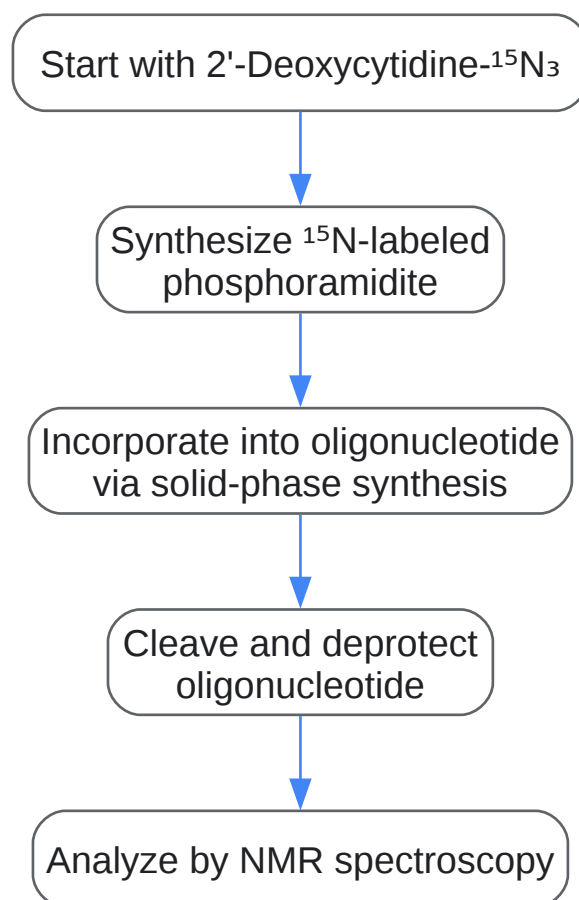 Start with 2'-Deoxycytidine-¹⁵N₃
Synthesize ¹⁵N-labeled
phosphoramidite
Incorporate into oligonucleotide
via solid-phase synthesis
Cleave and deprotect
oligonucleotide
Analyze by NMR spectroscopy